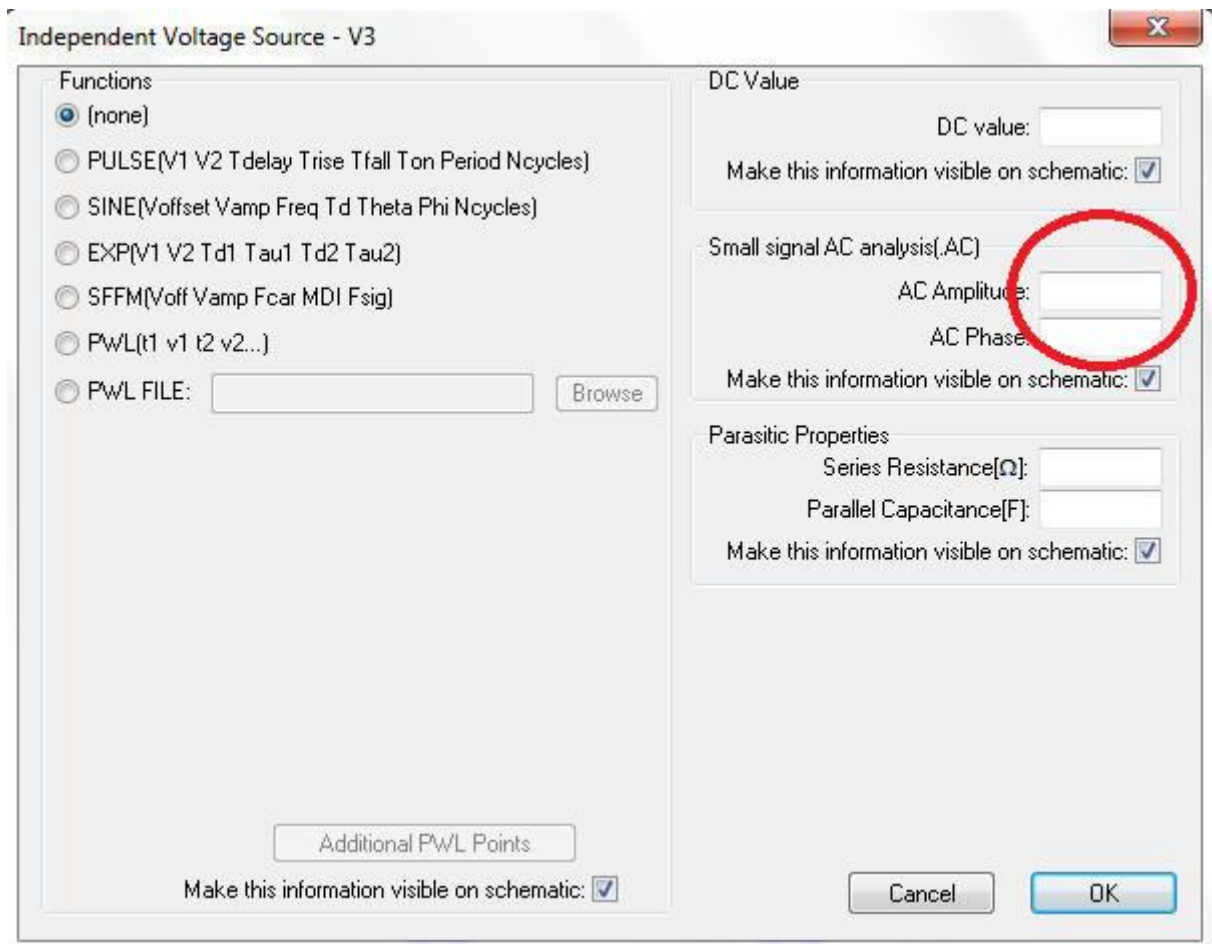 Independent Voltage Source - V3
Functions
(none)
PULSE(V1 V2 Tdelay Trise Tfall Ton Period Ncycles)
SINE(Voffset Vamp Freq Td Theta Phi Ncycles)
EXP(V1 V2 Td1 Tau1 Td2 Tau2)
SFFM(Voff Vamp Fcar MDI Fsig)
PWL(t1 v1 t2 v2...)
PWL FILE:
Browse
Additional PWL Points
Make this information visible on schematic:
DC Value
DC value:
Make this information visible on schematic:
Small signal AC analysis(.AC)
AC Amplitude:
AC Phase:
Make this information visible on schematic:
Parasitic Properties
Series Resistance[Ω]:
Parallel Capacitance[F]:
Make this information visible on schematic:
Cancel
OK